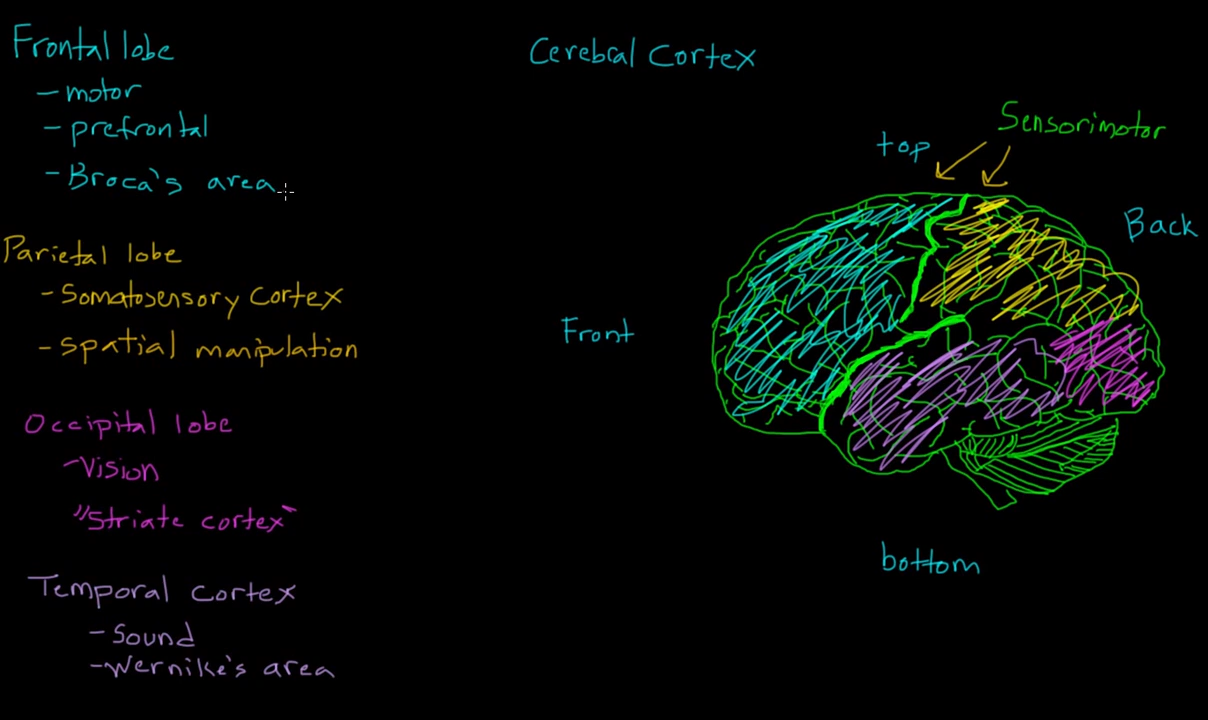 Frontal lobe
- motor
- prefrontal
- Broca's area
Parietal lobe
- Somatosensory Cortex
- Spatial manipulation
Occipital lobe
- Vision
"Striate cortex"
Temporal cortex
- Sound
- Wernike's area
Cerebral Cortex
Sensorimotor
top
Back
Front
bottom